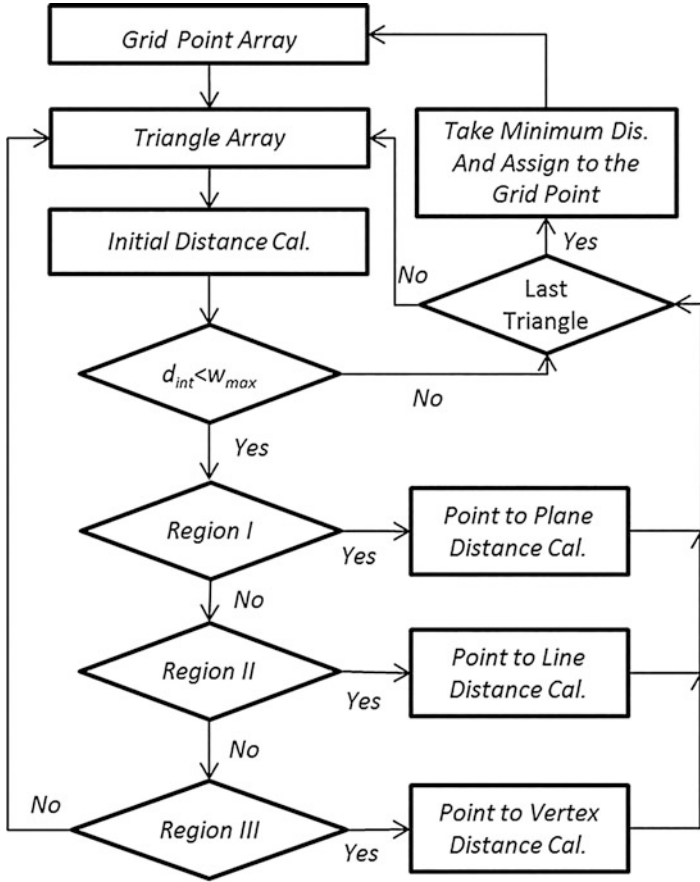 Grid Point Array
Triangle Array
Take Minimum Dis.
And Assign to the
Grid Point
Initial Distance Cal.
Yes
No
Last
Triangle
d_int<w_max
No
Yes
Region I
Yes
Point to Plane
Distance Cal.
No
Region II
Yes
Point to Line
Distance Cal.
No
No
Region III
Yes
Point to Vertex
Distance Cal.